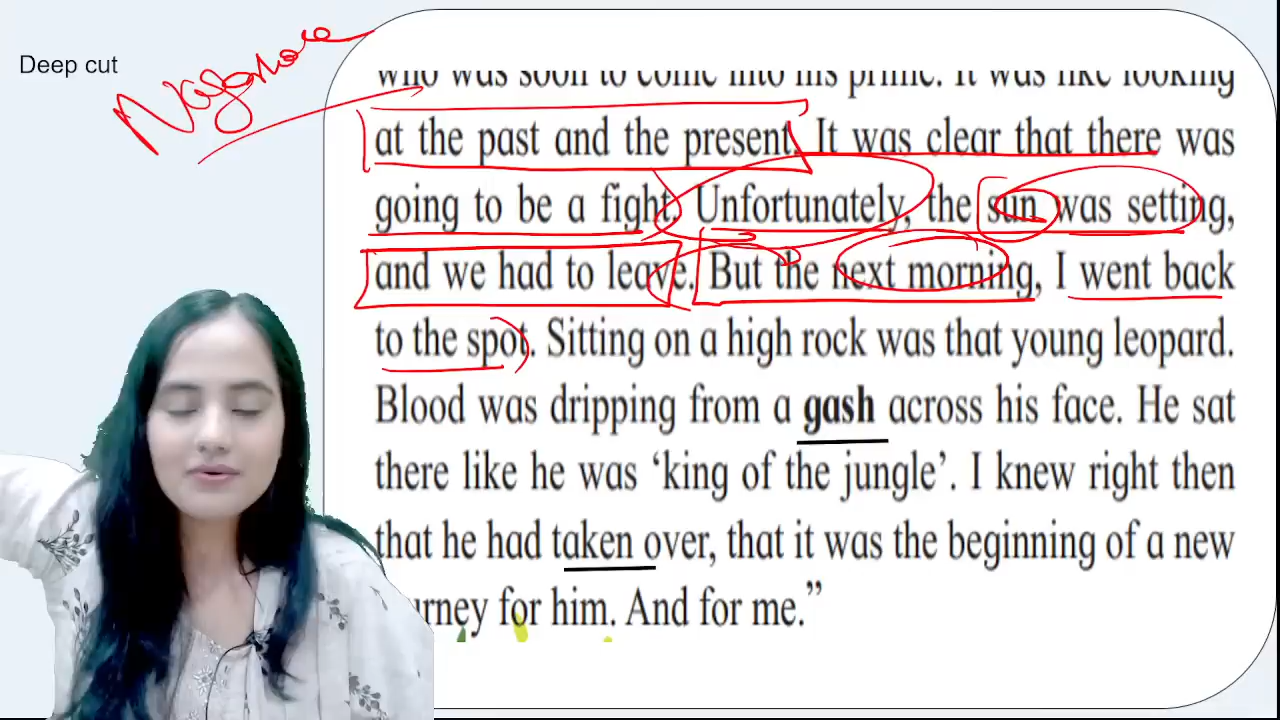 Deep cut
who was soon to come into his prime. It was like looking
at the past and the present. It was clear that there was
going to be a fight. Unfortunately, the sun was setting,
and we had to leave. But the next morning, I went back
to the spot. Sitting on a high rock was that young leopard.
Blood was dripping from a gash across his face. He sat
there like he was ‘king of the jungle’. I knew right then
that he had taken over, that it was the beginning of a new
urney for him. And for me.”